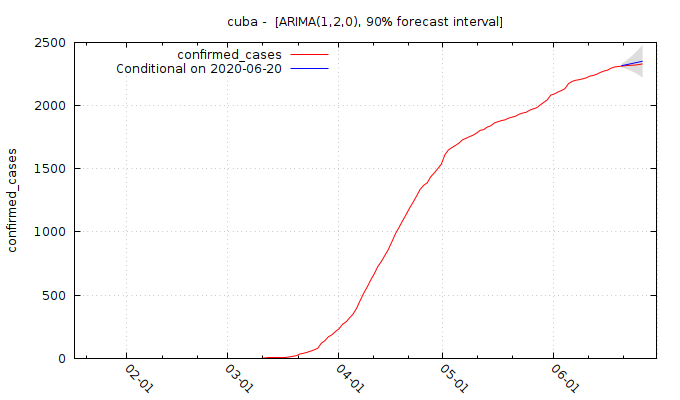 cuba -  [ARIMA(1,2,0), 90% forecast interval]
confirmed_cases
Conditional on 2020-06-20
2500
2000
1500
1000
500
0
confirmed_cases
02-01
03-01
04-01
05-01
06-01